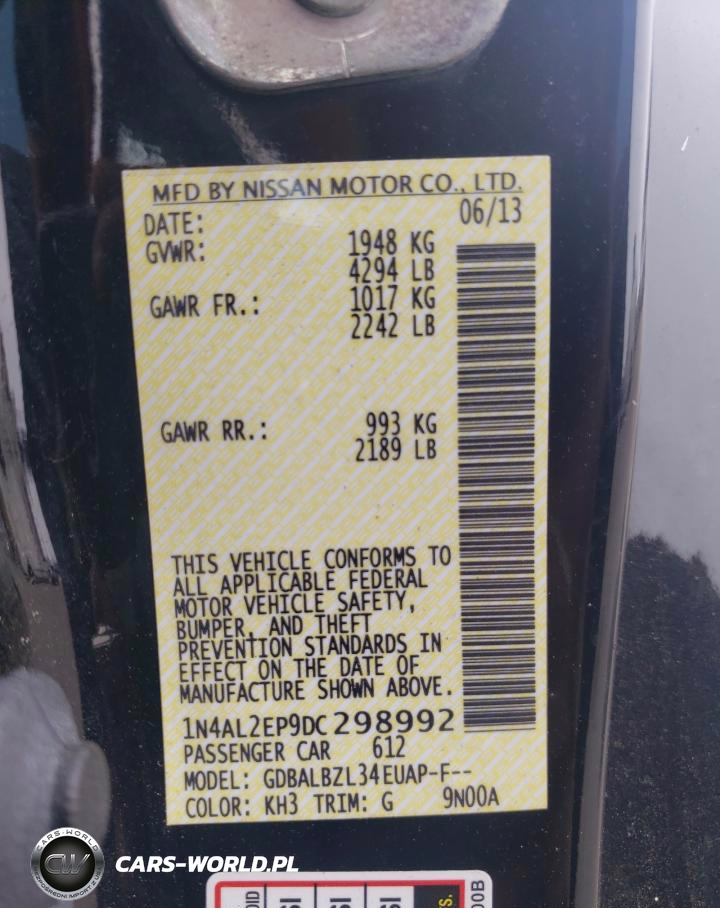 MFD BY NISSAN MOTOR CO., LTD.
DATE: 06/13
GVWR: 1948 KG
4294 LB
GAWR FR.: 1017 KG
2242 LB
GAWR RR.: 993 KG
2189 LB
THIS VEHICLE CONFORMS TO
ALL APPLICABLE FEDERAL
MOTOR VEHICLE SAFETY,
BUMPER, AND THEFT
PREVENTION STANDARDS IN
EFFECT ON THE DATE OF
MANUFACTURE SHOWN ABOVE.
1N4AL2EP9DC298992
PASSENGER CAR 612
MODEL: GDBALBZL34EUAP-F--
COLOR: KH3 TRIM: G 9N00A
CARS-WORLD
CW
CARS-WORLD.PL